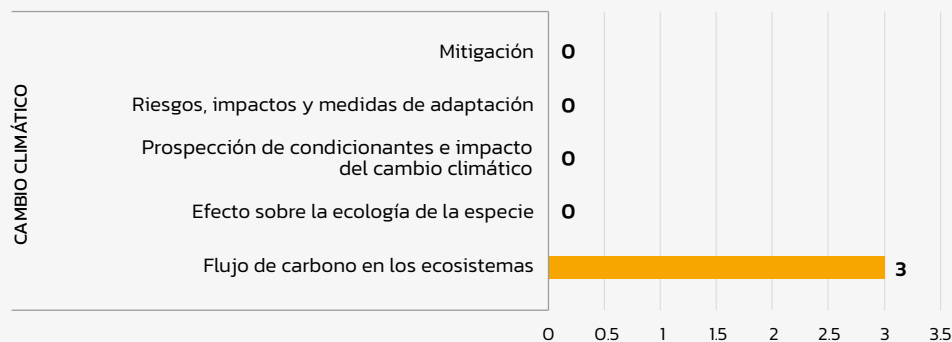 CAMBIO CLIMÁTICO
Mitigación 0
Riesgos, impactos y medidas de adaptación 0
Prospección de condicionantes e impacto
del cambio climático 0
Efecto sobre la ecología de la especie 0
Flujo de carbono en los ecosistemas 3
0 0.5 1 1.5 2 2.5 3 3.5